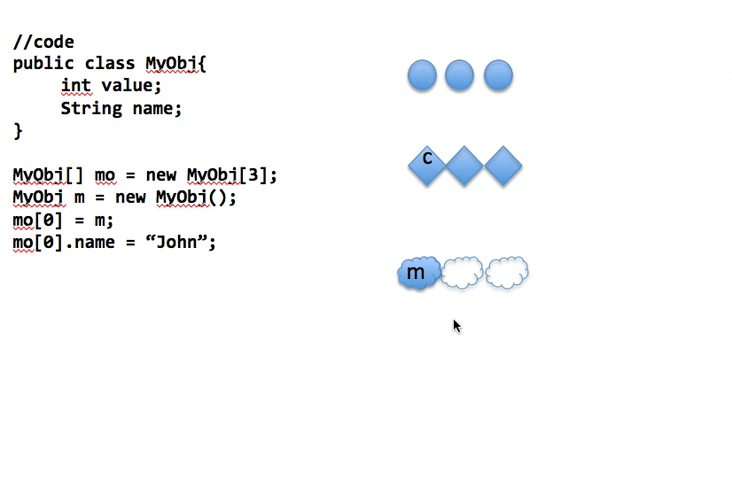 //code
public class MyObj{
int value;
String name;
}
MyObj[] mo = new MyObj[3];
MyObj m = new MyObj();
mo[0] = m;
mo[0].name = “John”;
C
m